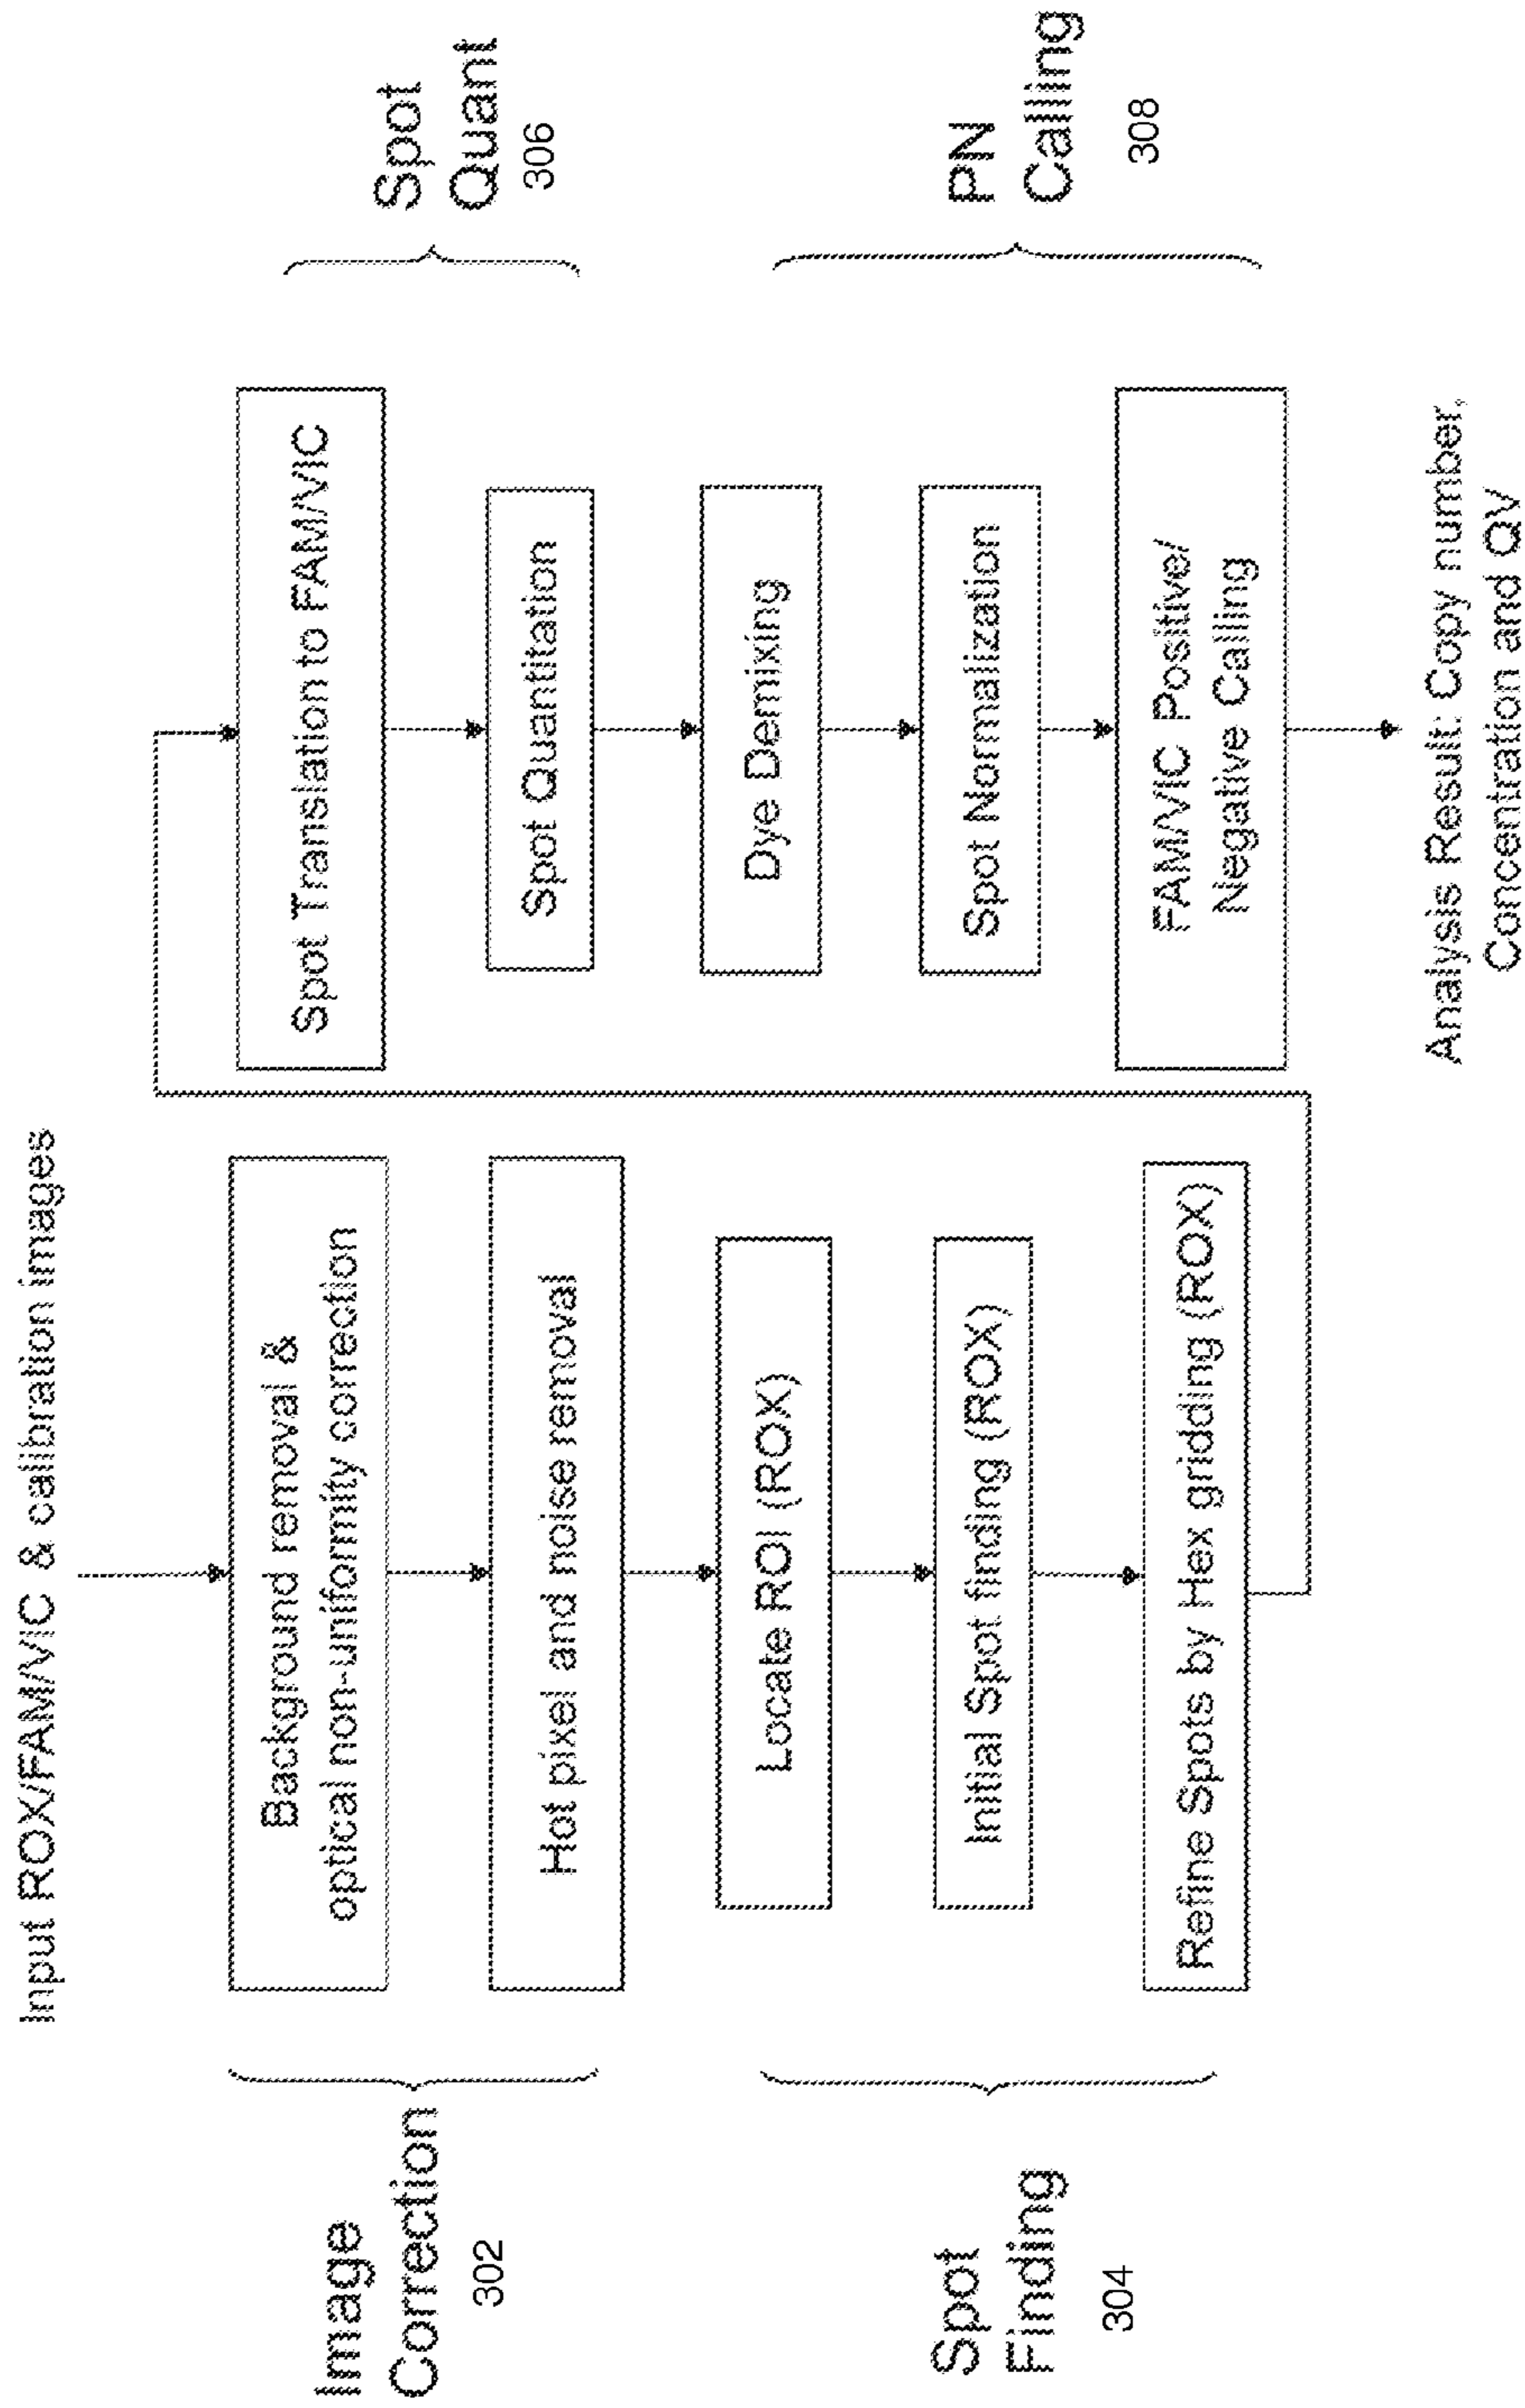 Input ROX/FAM/VIC & calibration images
Image
Correction
302
Background removal &
optical non-uniformity correction
Hot pixel and noise removal
Spot
Finding
304
Locate ROI (ROX)
Initial Spot finding (ROX)
Refine Spots by Hex gridding (ROX)
Spot Translation to FAM/VIC
Spot Quantitation
Spot
Quant
306
Dye Demixing
Spot Normalization
FAM/VIC Positive/
Negative Calling
PN
Calling
308
Analysis Result: Copy number,
Concentration and QV